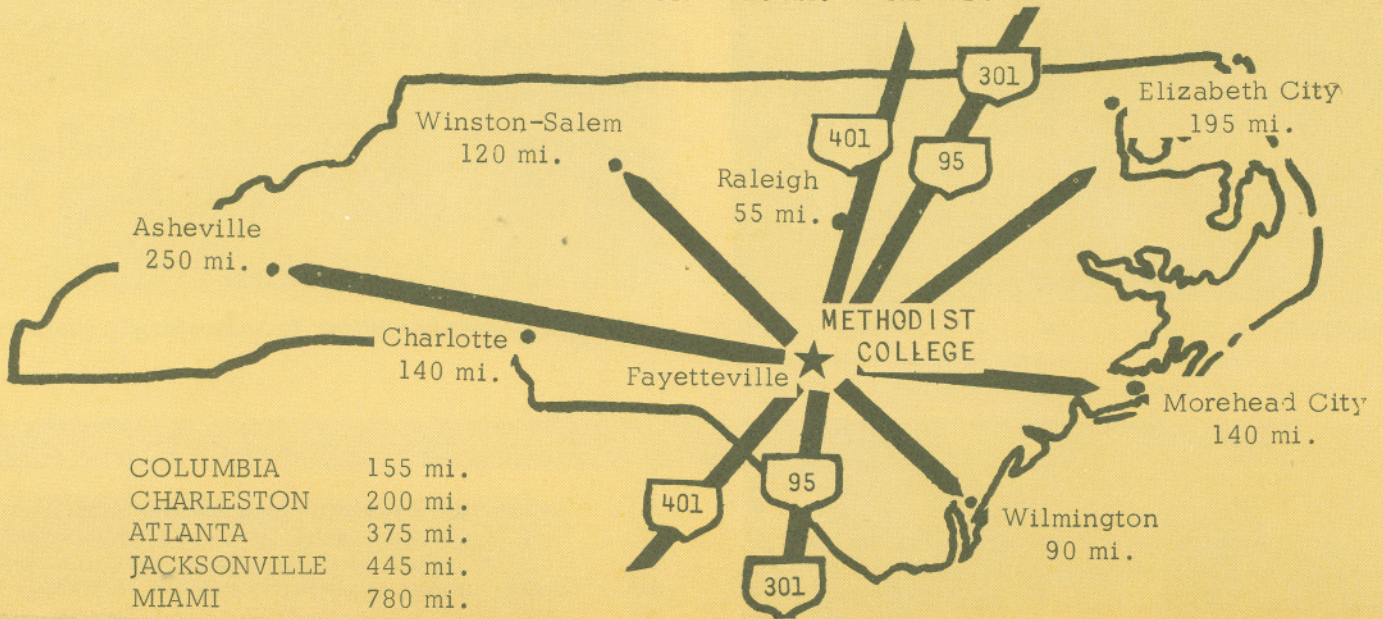 301
Elizabeth City
195 mi.
Winston-Salem
120 mi.
401
95
Raleigh
55 mi.
Asheville
250 mi.
METHODIST
COLLEGE
Charlotte
140 mi.
Fayetteville
Morehead City
140 mi.
COLUMBIA 155 mi.
CHARLESTON 200 mi.
ATLANTA 375 mi.
JACKSONVILLE 445 mi.
MIAMI 780 mi.
401
95
Wilmington
90 mi.
301